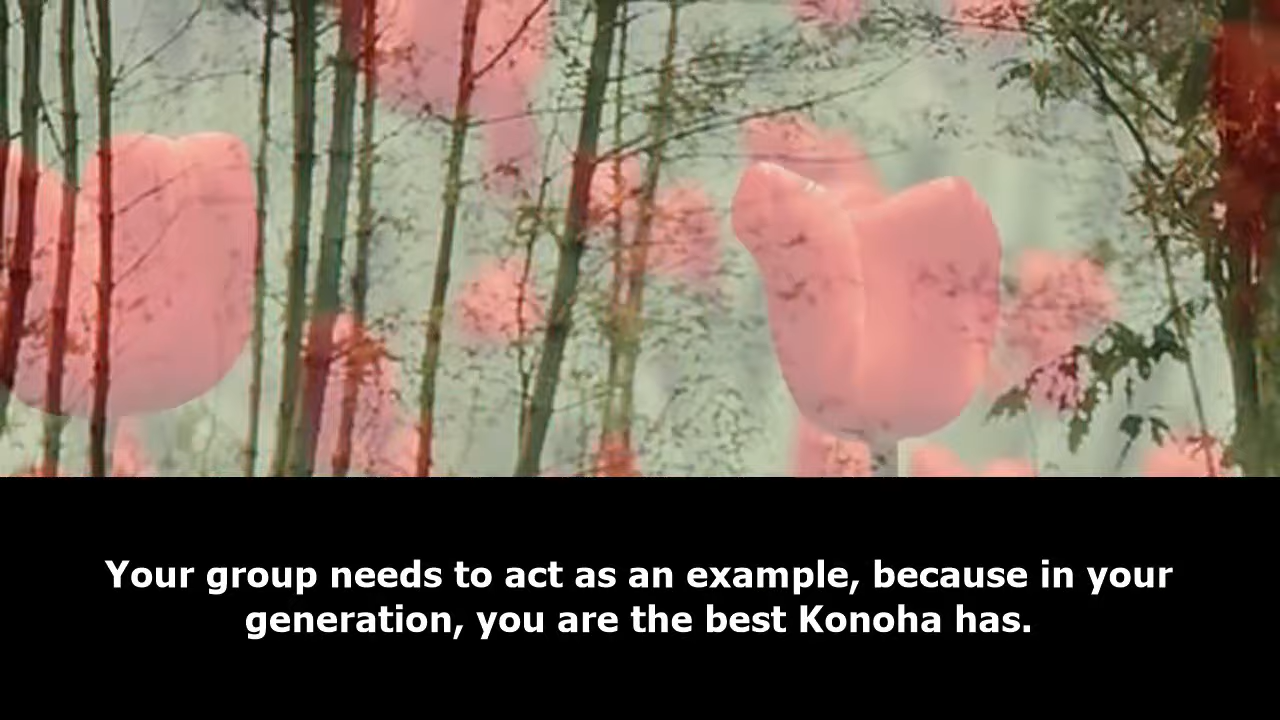 Your group needs to act as an example, because in your
generation, you are the best Konoha has.